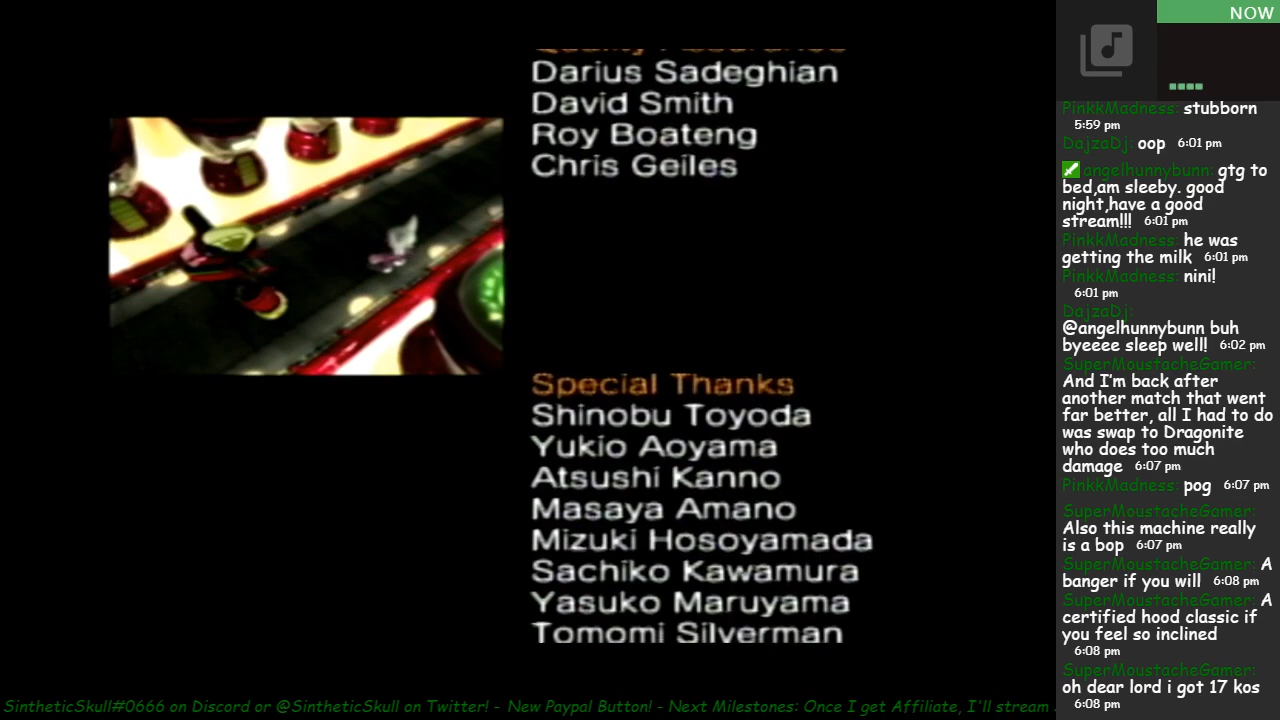 Quality Assurance
Darius Sadeghian
David Smith
Roy Boateng
Chris Geiles
Special Thanks
Shinobu Toyoda
Yukio Aoyama
Atsushi Kanno
Masaya Amano
Mizuki Hosoyamada
Sachiko Kawamura
Yasuko Maruyama
Tomomi Silverman
SintheticSkull#0666 on Discord or @SintheticSkull on Twitter! - New Paypal Button! - Next Milestones: Once I get Affiliate, I'll stream
NOW
PinkkMadness: stubborn
5:59 pm
DajzaDj: oop 6:01 pm
angelhunnybunn: gtg to
bed,am sleeby. good
night,have a good
stream!!! 6:01 pm
PinkkMadness: he was
getting the milk 6:01 pm
PinkkMadness: nini!
6:01 pm
DajzaDj:
@angelhunnybunn buh
byeeee sleep well! 6:02 pm
SuperMoustacheGamer:
And I'm back after
another match that went
far better, all I had to do
was swap to Dragonite
who does too much
damage 6:07 pm
PinkkMadness: pog 6:07 pm
SuperMoustacheGamer:
Also this machine really
is a bop 6:07 pm
SuperMoustacheGamer: A
banger if you will 6:08 pm
SuperMoustacheGamer: A
certified hood classic if
you feel so inclined
6:08 pm
SuperMoustacheGamer:
oh dear lord i got 17 kos
6:08 pm